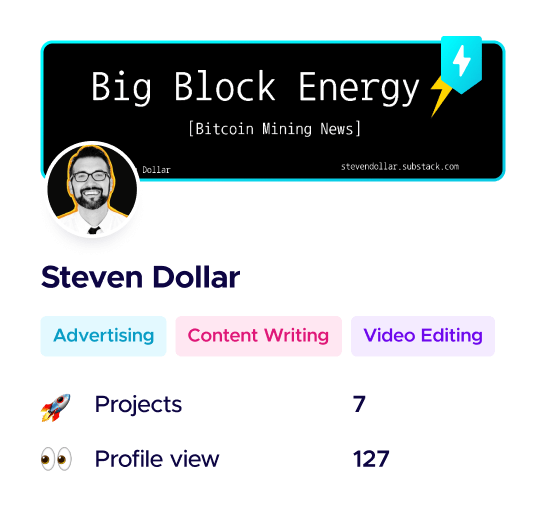 Big Block Energy
[Bitcoin Mining News]
Dollar
stevendollar.substack.com
Steven Dollar
Advertising Content Writing Video Editing
Projects 7
Profile view 127